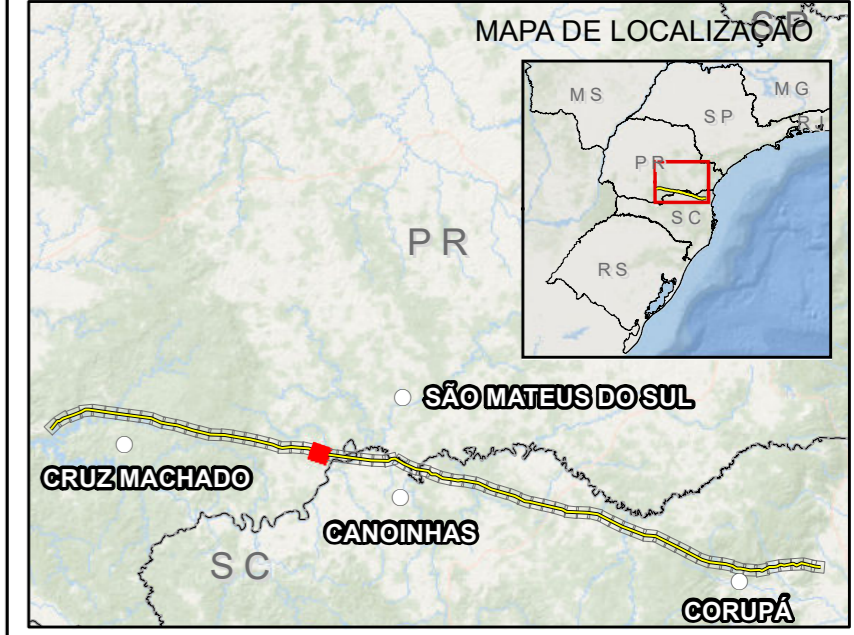 MAPA DE LOCALIZAÇÃO
MS
MG
SP
RJ
PR
SC
RS
PR
SÃO MATEUS DO SUL
CRUZ MACHADO
CANOINHAS
SC
CORUPÁ